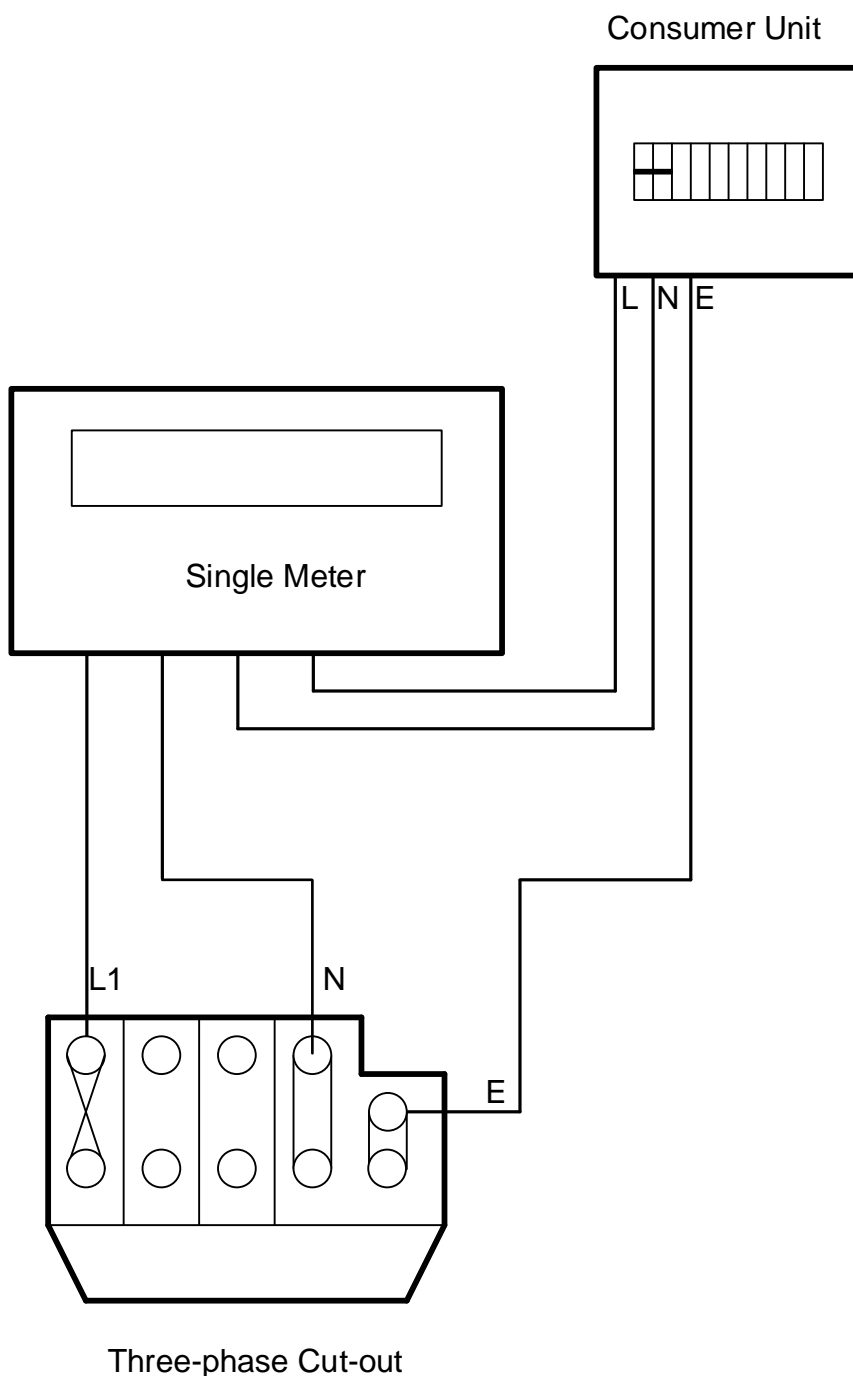 Consumer Unit
L N E
Single Meter
L1 N
E
Three-phase Cut-out